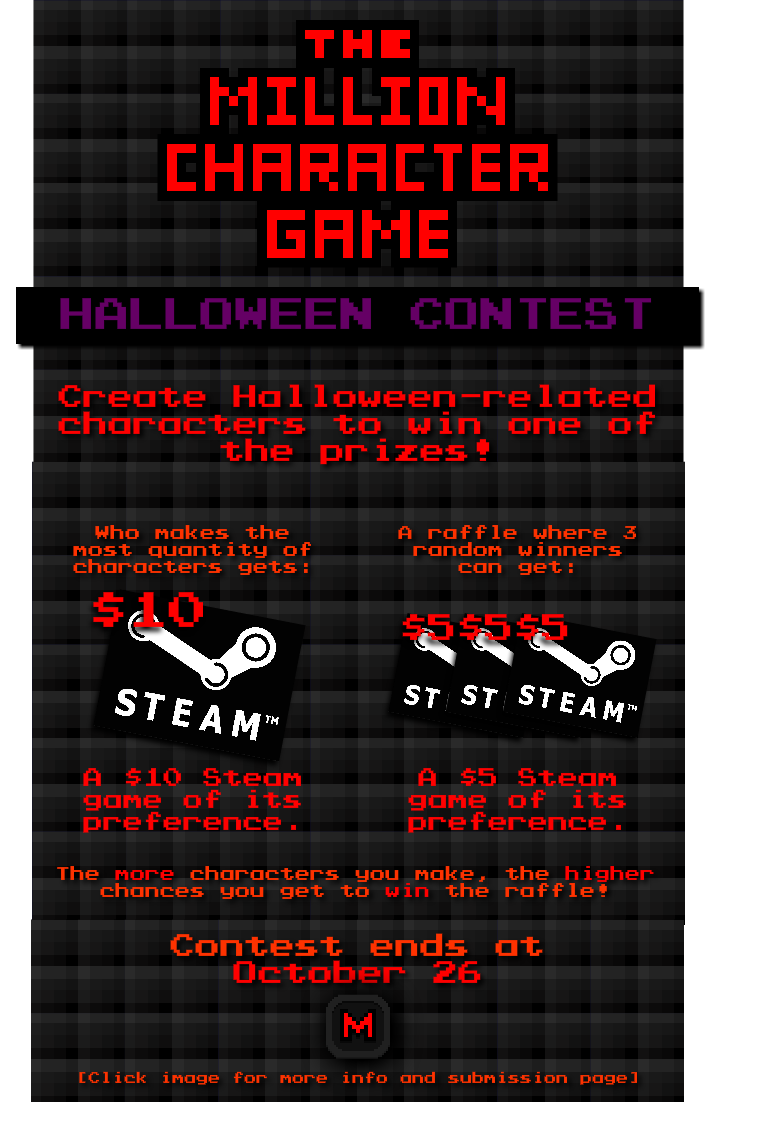 THE
MILLION
CHARACTER
GAME
HALLOWEEN CONTEST
Create Halloween-related
characters to win one of
the prizes!
Who makes the
most quantity of
characters gets:
A raffle where 3
random winners
can get:
$10
STEAM™
$5 $5 $5
ST ST STEAM™
A $10 Steam
game of its
preference.
A $5 Steam
game of its
preference.
The more characters you make, the higher
chances you get to win the raffle!
Contest ends at
October 26
M
[Click image for more info and submission page]